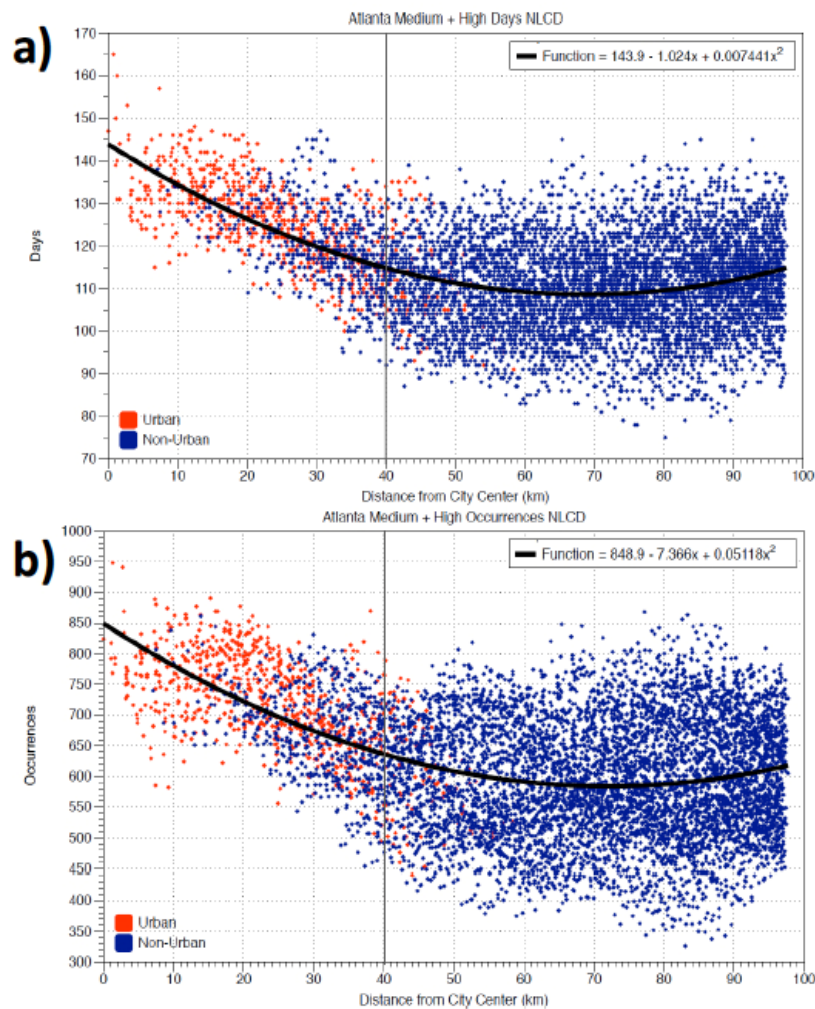 a)
Atlanta Medium + High Days NLCD
Function = 143.9 - 1.024x + 0.007441x²
170
160
150
140
130
120
110
100
90
80
70
Days
Urban
Non-Urban
0 10 20 30 40 50 60 70 80 90 100
Distance from City Center (km)
b)
Atlanta Medium + High Occurrences NLCD
Function = 848.9 - 7.366x + 0.05118x²
1000
950
900
850
800
750
700
650
600
550
500
450
400
350
300
Occurrences
Urban
Non-Urban
0 10 20 30 40 50 60 70 80 90 100
Distance from City Center (km)